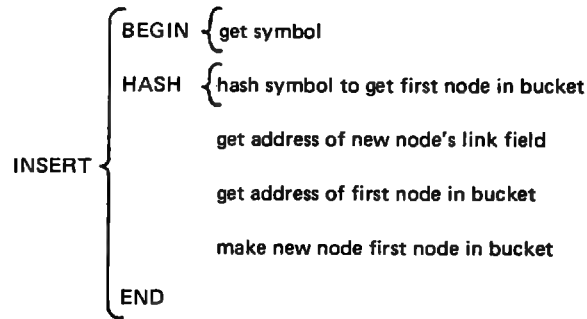 BEGIN { get symbol
HASH { hash symbol to get first node in bucket
get address of new node's link field
INSERT { get address of first node in bucket
make new node first node in bucket
END